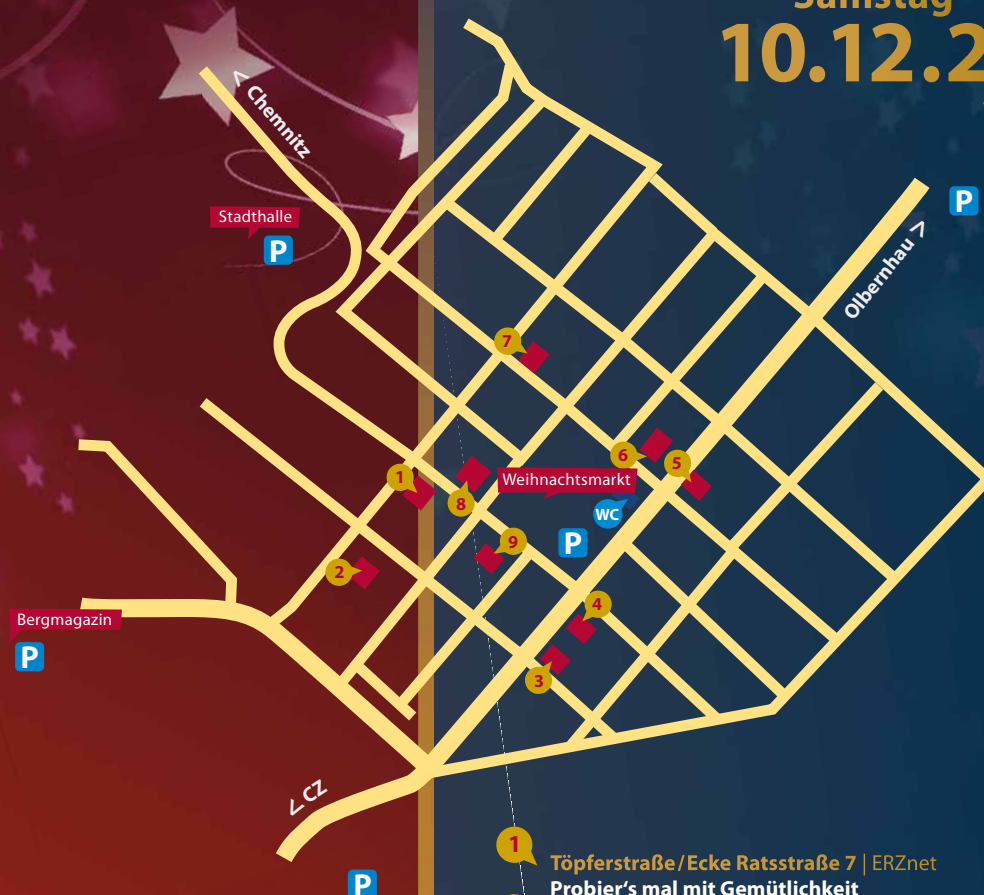 Samstag
10.12.2
< Chemnitz
Stadthalle
P
P
Olbernhau >
7
6
5
1
8
Weihnachtsmarkt
WC
9
P
2
4
Bergmagazin
P
3
< CZ
1
Töpferstraße/Ecke Ratsstraße 7 | ERZnet
P
Probier's mal mit Gemütlichkeit